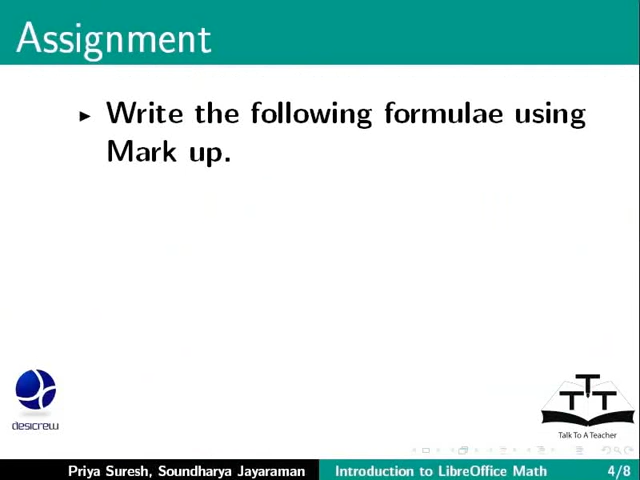 Assignment
Write the following formulae using
Mark up.
desicrew
TTT
Talk To A Teacher
Priya Suresh, Soundharya Jayaraman Introduction to LibreOffice Math 4/8